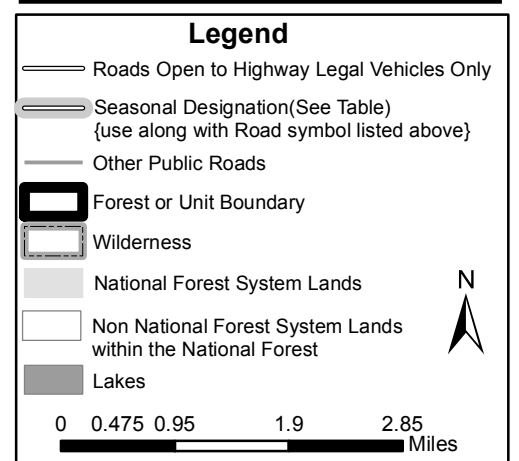 Legend
Roads Open to Highway Legal Vehicles Only
Seasonal Designation(See Table)
{use along with Road symbol listed above}
Other Public Roads
Forest or Unit Boundary
Wilderness
National Forest System Lands
N
Non National Forest System Lands
within the National Forest
Lakes
0 0.475 0.95 1.9 2.85
Miles